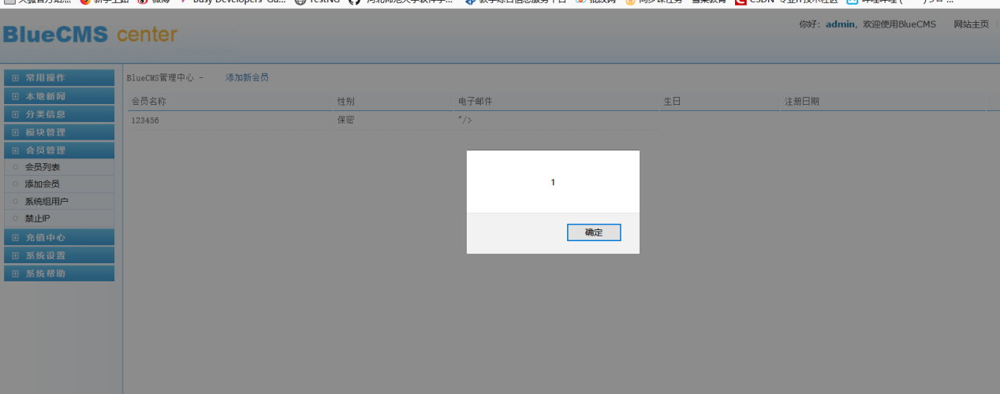 Busy Developers' Gu... TestNG
你好：admin，欢迎使用BlueCMS 网站主页
BlueCMS center
常用操作
本地新闻
分类信息
模块管理
会员管理
会员列表
添加会员
系统组用户
禁止IP
充值中心
系统设置
系统帮助
BlueCMS管理中心 - 添加新会员
会员名称 性别 电子邮件 生日 注册日期
123456 保密 "/>
1
确定